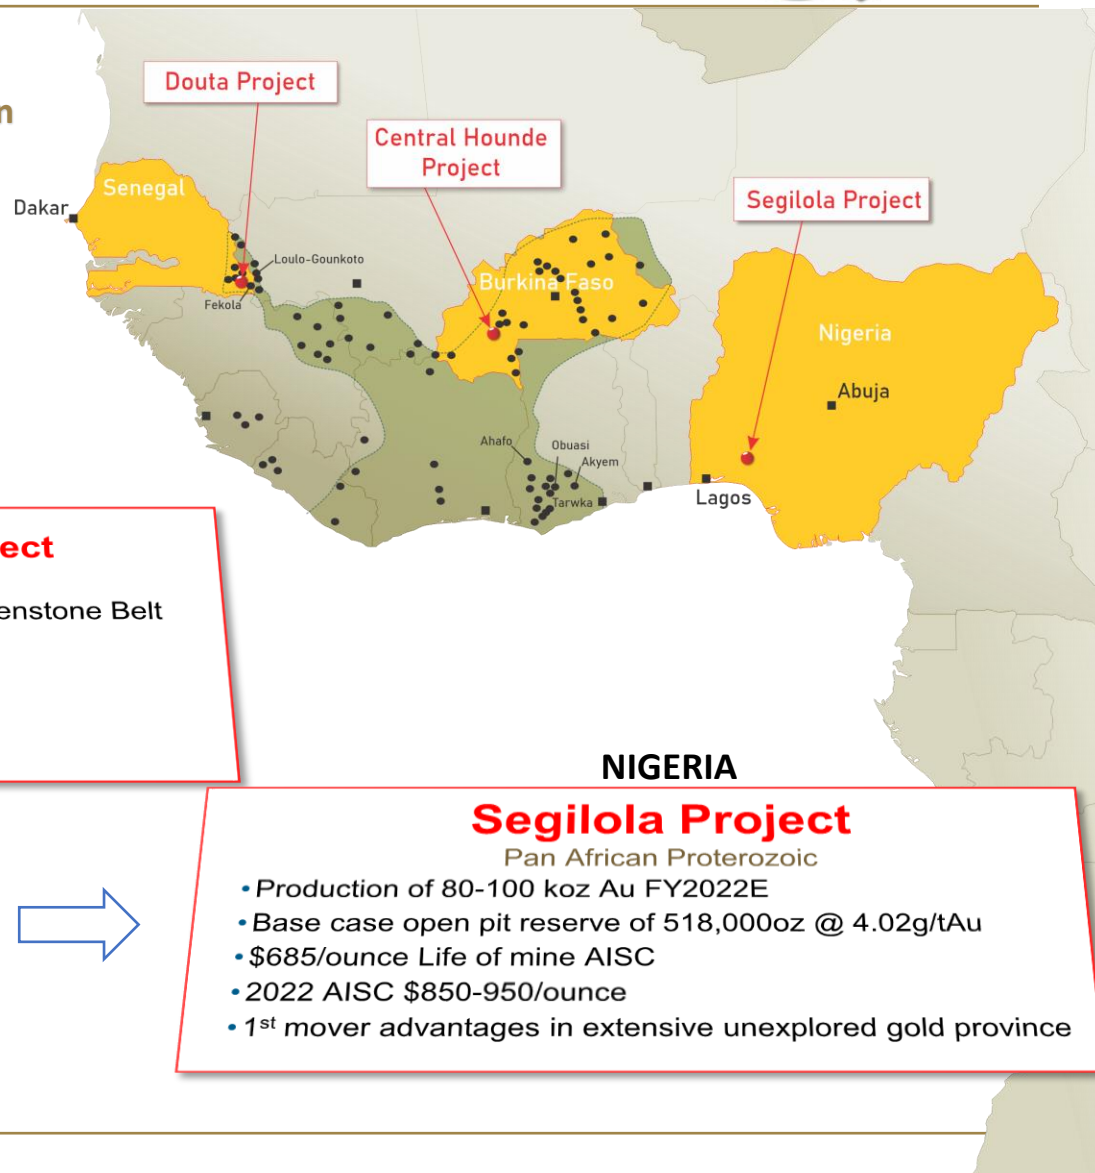 Douta Project
Central Hounde
Project
Segilola Project
Senegal
Dakar
Loulo-Gounkoto
Fekola
Burkina Faso
Nigeria
Abuja
Ahafo
Obuasi
Akyem
Tarwka
Lagos
ect
enstone Belt
NIGERIA
Segilola Project
Pan African Proterozoic
•Production of 80-100 koz Au FY2022E
•Base case open pit reserve of 518,000oz @ 4.02g/tAu
•$685/ounce Life of mine AISC
•2022 AISC $850-950/ounce
•1st mover advantages in extensive unexplored gold province